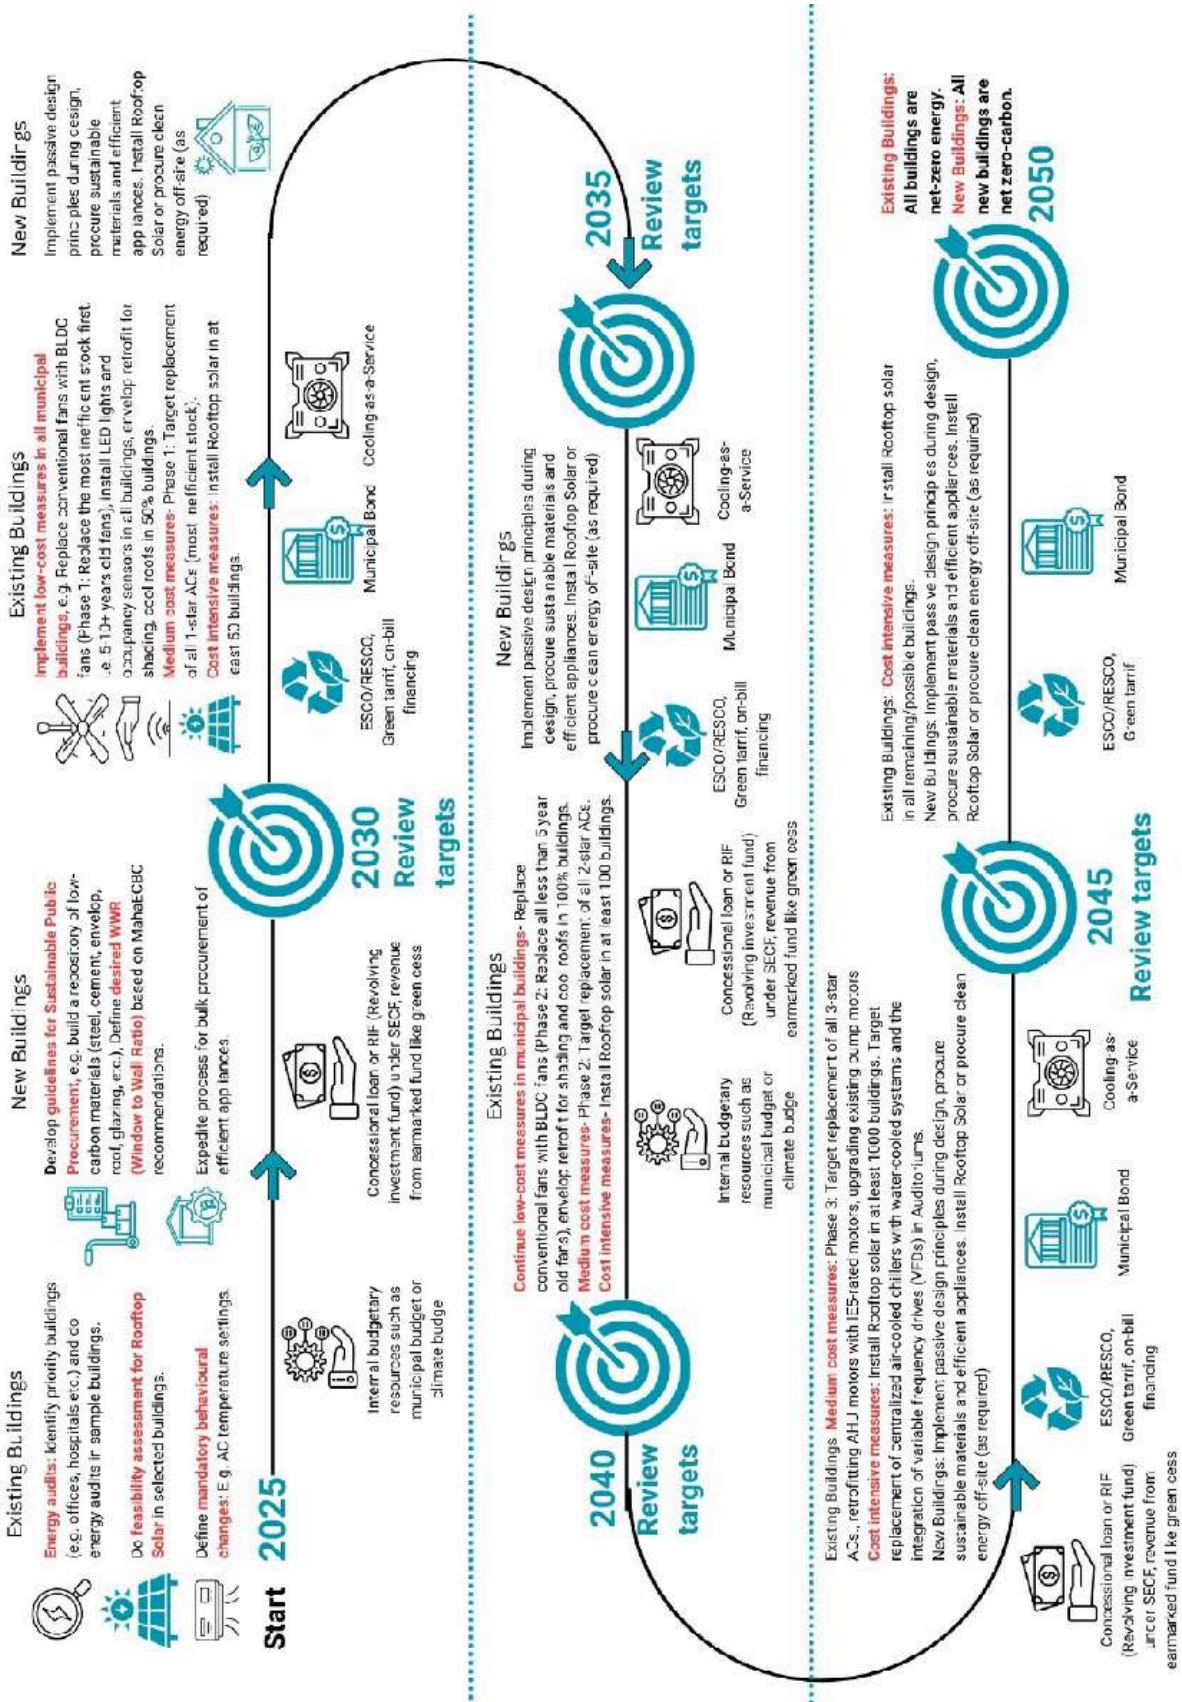 Existing Buildings
Energy audits: Identify priority buildings
(e.g. offices, hospitals etc.) and do
energy audits in sample buildings.
Do feasibility assessment for Rooftop
Solar in selected buildings.
Define mandatory behavioural
changes: E.g. AC temperature settings.
New Buildings
Develop guidelines for Sustainable Public
Procurement, e.g. build a repository of low-
carbon materials (steel, cement, envelop,
roof, glazing, etc.), Define desired WWR
(Window to Wall Ratio) based on MahaECBC
recommendations.
Expedite process for bulk procurement of
efficient appliances.
Existing Buildings
Implement low-cost measures in all municipal
buildings, e.g. Replace conventional fans with BLDC
fans (Phase 1: Replace the most inefficient stock first.
i.e. 5-10+ years old fans), install LED lights and
occupancy sensors in all buildings, envelop retrofit for
shading, cool roofs in 50% buildings.
Medium cost measures- Phase 1: Target replacement
of all 1-star ACs (most inefficient stock).
Cost intensive measures: Install Rooftop solar in at
least 50 buildings
New Buildings
Implement passive design
principles during design,
procure sustainable
materials and efficient
appliances. Install Rooftop
Solar or procure clean
energy off-site (as
required)
Start 2025
Internal budgetary
resources such as
municipal budget or
climate budge
Concessional loan or RIF (Revolving
investment fund) under SECF, revenue
from earmarked fund like green cess
2030
Review
targets
ESCO/RESCO,
Green tarrif, on-bill
financing
Municipal Bond
Cooling-as-a-Service
Existing Buildings
Continue low-cost measures in municipal buildings- Replace
conventional fans with BLDC fans (Phase 2: Replace all less than 5 year
old fans), envelop retrofit for shading and cool roofs in 100% buildings.
Medium cost measures- Phase 2: Target replacement of all 2-star ACs.
Cost intensive measures- Install Rooftop solar in at least 100 buildings.
New Buildings
Implement passive design principles during
design, procure sustainable materials and
efficient appliances. Install Rooftop Solar or
procure clean energy off-site (as required)
2035
Review
targets
2040
Review
targets
Internal budgetary
resources such as
municipal budget or
climate budge
Concessional loan or RIF
(Revolving investment fund)
under SECF, revenue from
earmarked fund like green cess
ESCO/RESCO,
Green tarrif, on-bill
financing
Municipal Bond
Cooling-as-
a-Service
Existing Buildings Medium cost measures: Phase 3: Target replacement of all 3-star
ACs, retrofitting AHU motors with IE5-rated motors, upgrading existing pump motors
Cost intensive measures: Install Rooftop solar in at least 1000 buildings. Target
replacement of centralized air-cooled chillers with water-cooled systems and the
integration of variable frequency drives (VFDs) in Auditoriums.
New Buildings: Implement passive design principles during design, procure
sustainable materials and efficient appliances. Install Rooftop Solar or procure clean
energy off-site (as required)
Existing Buildings: Cost intensive measures: Install Rooftop solar
in all remaining/possible buildings.
New Buildings: Implement passive design principles during design,
procure sustainable materials and efficient appliances. Install
Rooftop Solar or procure clean energy off-site (as required)
Existing Buildings:
All buildings are
net-zero energy.
New Buildings: All
new buildings are
net zero-carbon.
2050
Concessional loan or RIF
(Revolving investment fund)
under SECF, revenue from
earmarked fund like green cess
ESCO/RESCO,
Green tarrif, on-bill
financing
Municipal Bond
Cooling-as-
a-Service
2045
Review targets
ESCO/RESCO,
Green tarrif
Municipal Bond